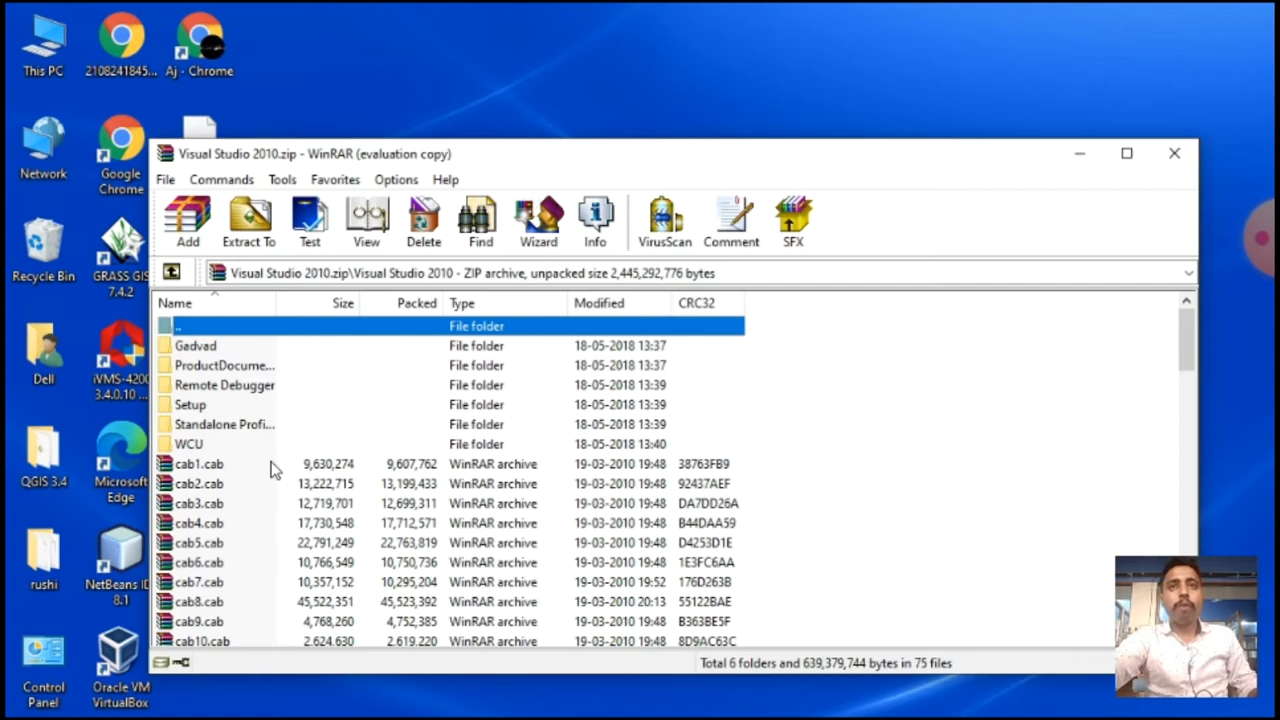 This PC
2108241845...
Aj - Chrome
Network
Google Chrome
Recycle Bin
GRASS GIS 7.4.2
Dell
iVMS-4200 3.4.0.10 ...
QGIS 3.4
Microsoft Edge
rushi
NetBeans ID 8.1
Control Panel
Oracle VM VirtualBox
Visual Studio 2010.zip - WinRAR (evaluation copy)
File Commands Tools Favorites Options Help
Add Extract To Test View Delete Find Wizard Info VirusScan Comment SFX
Visual Studio 2010.zip\Visual Studio 2010 - ZIP archive, unpacked size 2,445,292,776 bytes
Name Size Packed Type Modified CRC32
.. File folder
Gadvad File folder 18-05-2018 13:37
ProductDocume... File folder 18-05-2018 13:37
Remote Debugger File folder 18-05-2018 13:39
Setup File folder 18-05-2018 13:39
Standalone Profi... File folder 18-05-2018 13:39
WCU File folder 18-05-2018 13:40
cab1.cab 9,630,274 9,607,762 WinRAR archive 19-03-2010 19:48 38763FB9
cab2.cab 13,222,715 13,199,433 WinRAR archive 19-03-2010 19:48 92437AEF
cab3.cab 12,719,701 12,699,311 WinRAR archive 19-03-2010 19:48 DA7DD26A
cab4.cab 17,730,548 17,712,571 WinRAR archive 19-03-2010 19:48 B44DAA59
cab5.cab 22,791,249 22,763,819 WinRAR archive 19-03-2010 19:48 D4253D1E
cab6.cab 10,766,549 10,750,736 WinRAR archive 19-03-2010 19:48 1E3FC6AA
cab7.cab 10,357,152 10,295,204 WinRAR archive 19-03-2010 19:52 176D263B
cab8.cab 45,522,351 45,523,392 WinRAR archive 19-03-2010 20:13 55122BAE
cab9.cab 4,768,260 4,752,385 WinRAR archive 19-03-2010 19:48 B363BE5F
cab10.cab 2,624,630 2,619,220 WinRAR archive 19-03-2010 19:48 8D9AC63C
Total 6 folders and 639,379,744 bytes in 75 files